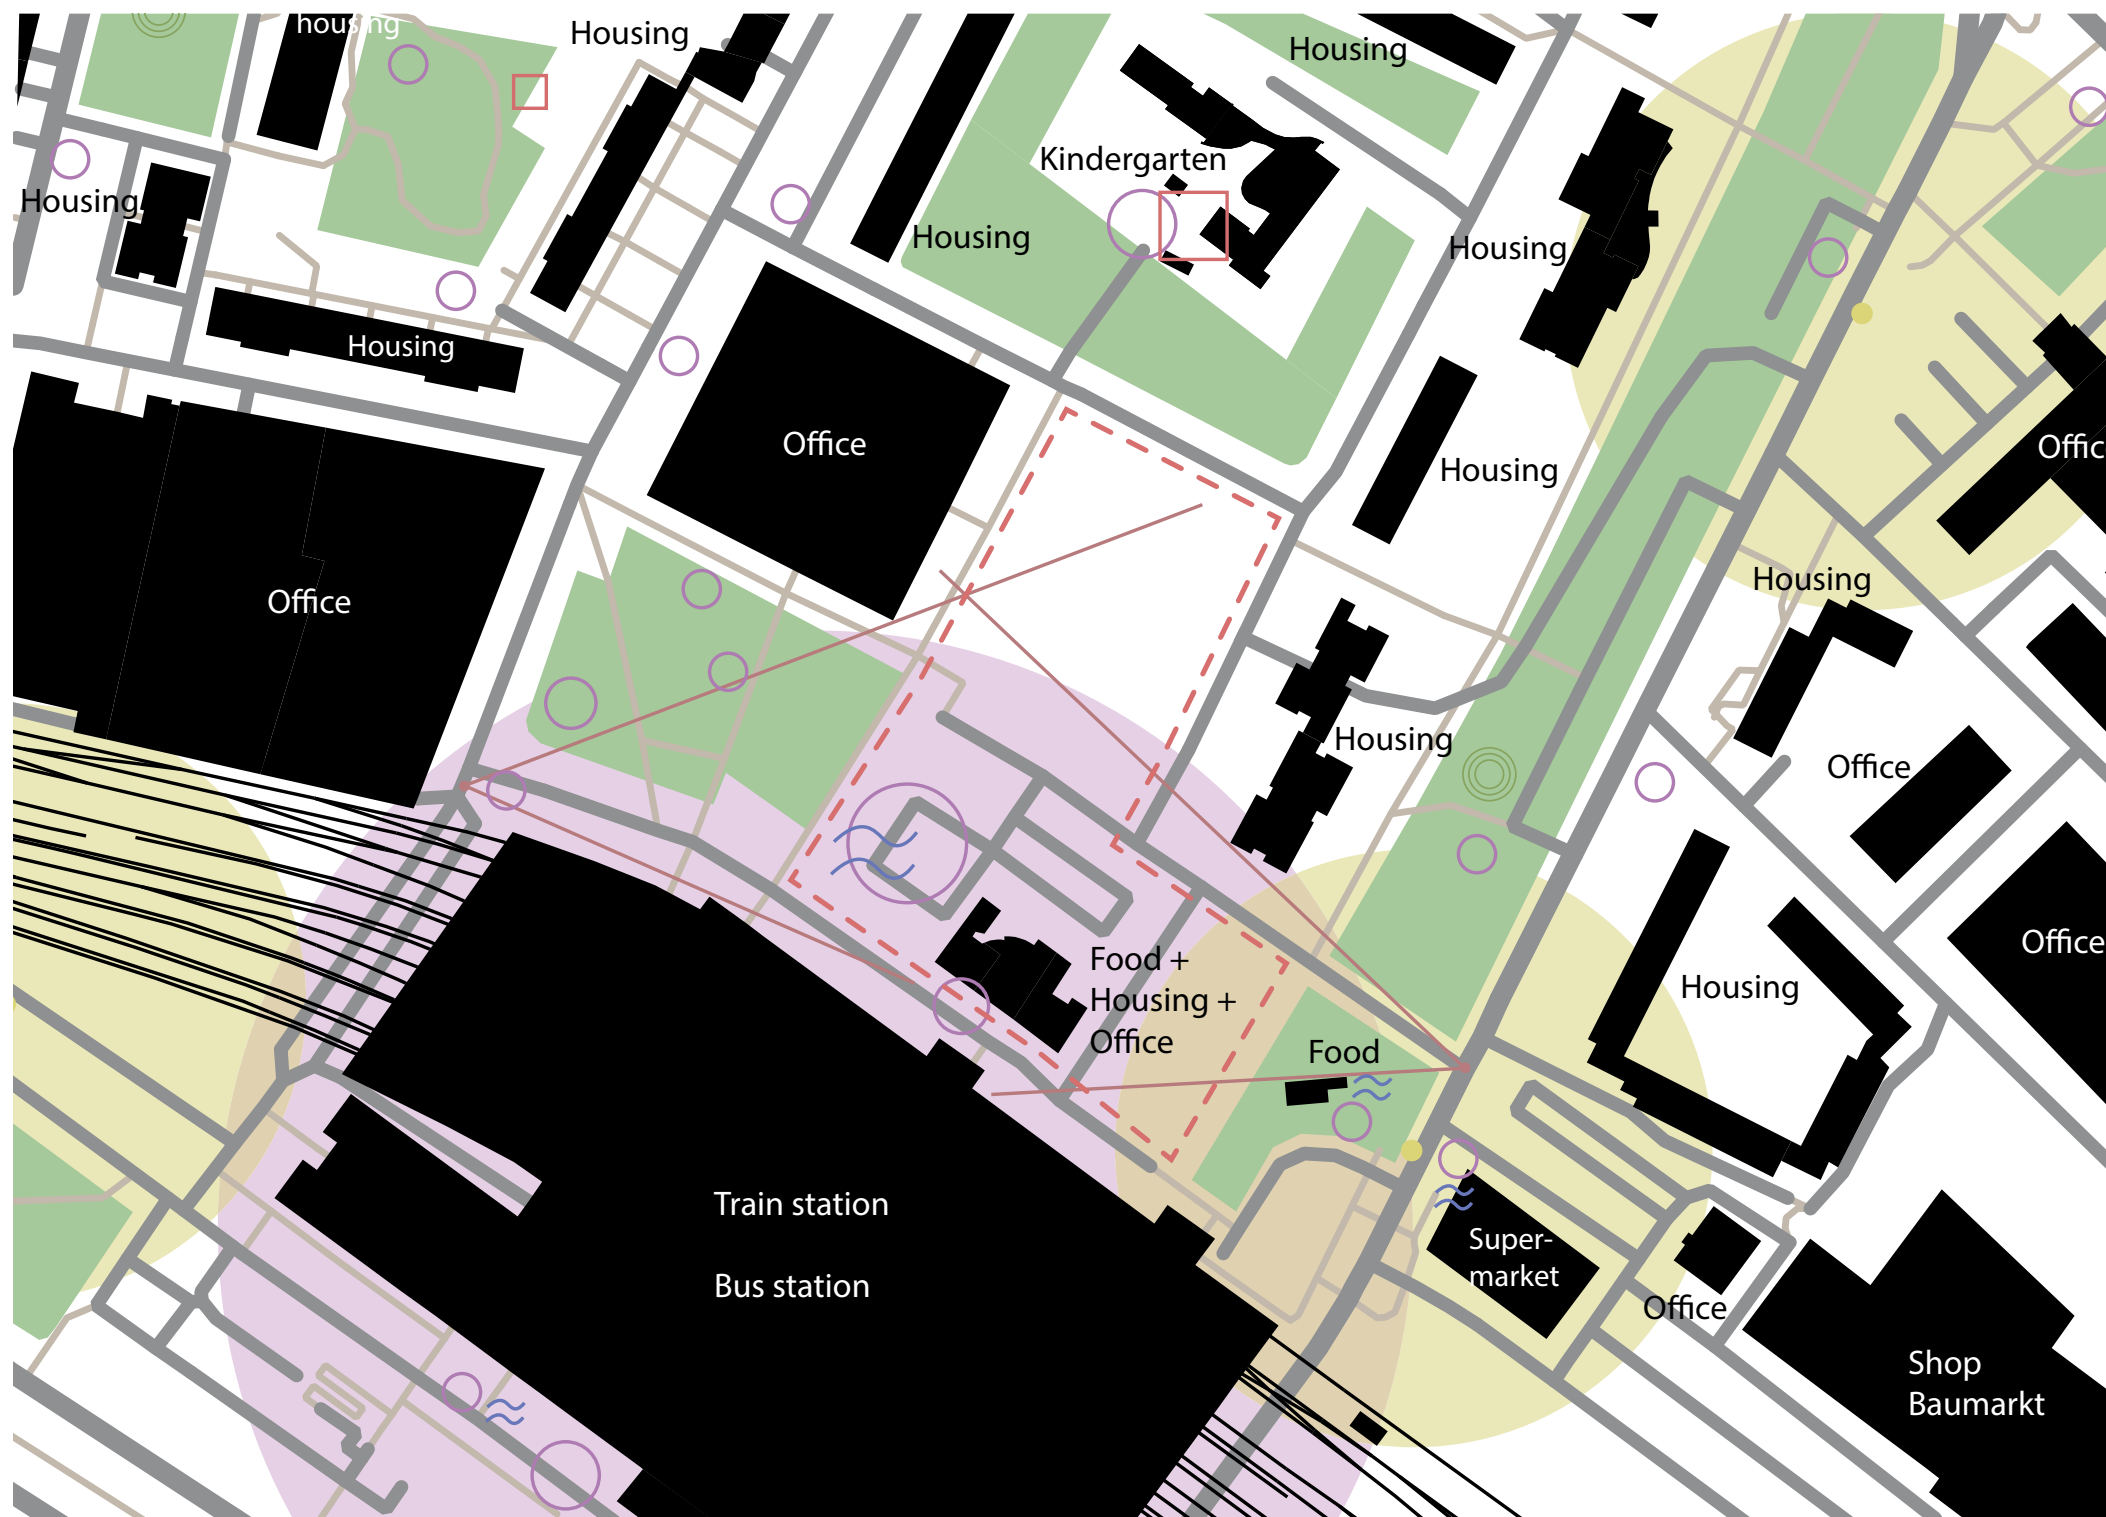 housing
Housing
Housing
Kindergarten
Housing
Housing
Housing
Housing
Housing
Office
Offic
Housing
Office
Housing
Housing
Office
Office
Food +
Housing +
Office
Housing
Food
Train station
Bus station
Super-
market
Office
Shop
Baumarkt